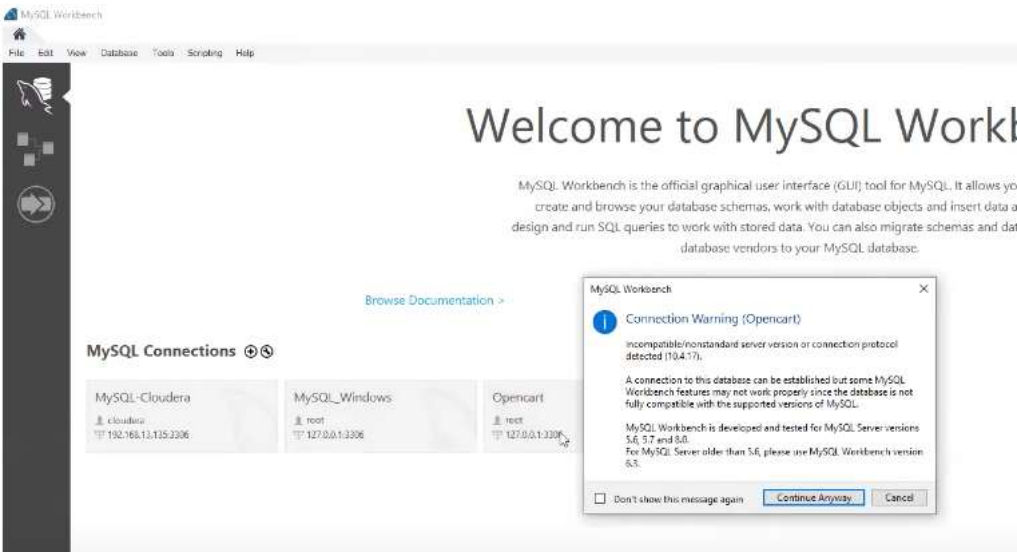 MySQL Workbench
File Edit View Database Tools Scripting Help
Welcome to MySQL Workb
MySQL Workbench is the official graphical user interface (GUI) tool for MySQL. It allows yo
create and browse your database schemas, work with database objects and insert data a
design and run SQL queries to work with stored data. You can also migrate schemas and dat
database vendors to your MySQL database.
Browse Documentation >
MySQL Connections
MySQL-Cloudera
cloudera
192.168.13.135:3306
MySQL_Windows
root
127.0.0.1:3306
Opencart
root
127.0.0.1:3306
MySQL Workbench
Connection Warning (Opencart)
Incompatible/nonstandard server version or connection protocol
detected (10.4.17).
A connection to this database can be established but some MySQL
Workbench features may not work properly since the database is not
fully compatible with the supported versions of MySQL.
MySQL Workbench is developed and tested for MySQL Server versions
5.6, 5.7 and 8.0.
For MySQL Server older than 5.6, please use MySQL Workbench version
6.3.
Don't show this message again Continue Anyway Cancel